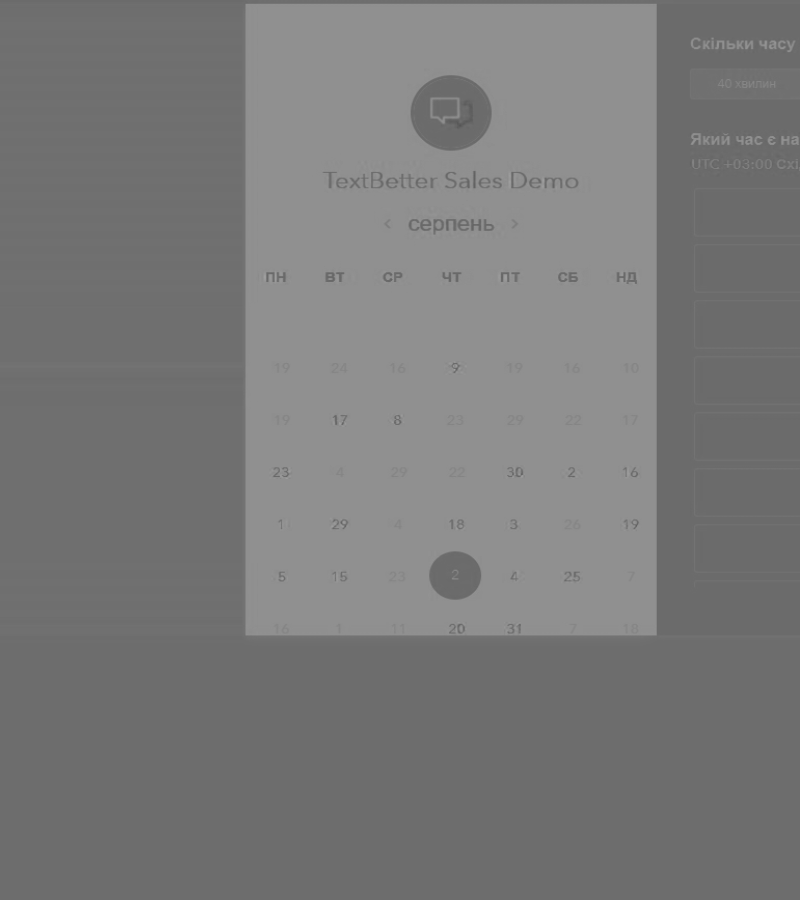 TextBetter Sales Demo
< серпень >
ПН ВТ СР ЧТ ПТ СБ НД
19 24 16 9 19 16 10
19 17 8 23 29 22 17
23 4 29 22 30 2 16
1 29 4 18 3 26 19
5 15 23 2 4 25 7
16 1 11 20 31 7 18
Скільки часу
40 хвилин
Який час є на
UTC +03:00 Схі